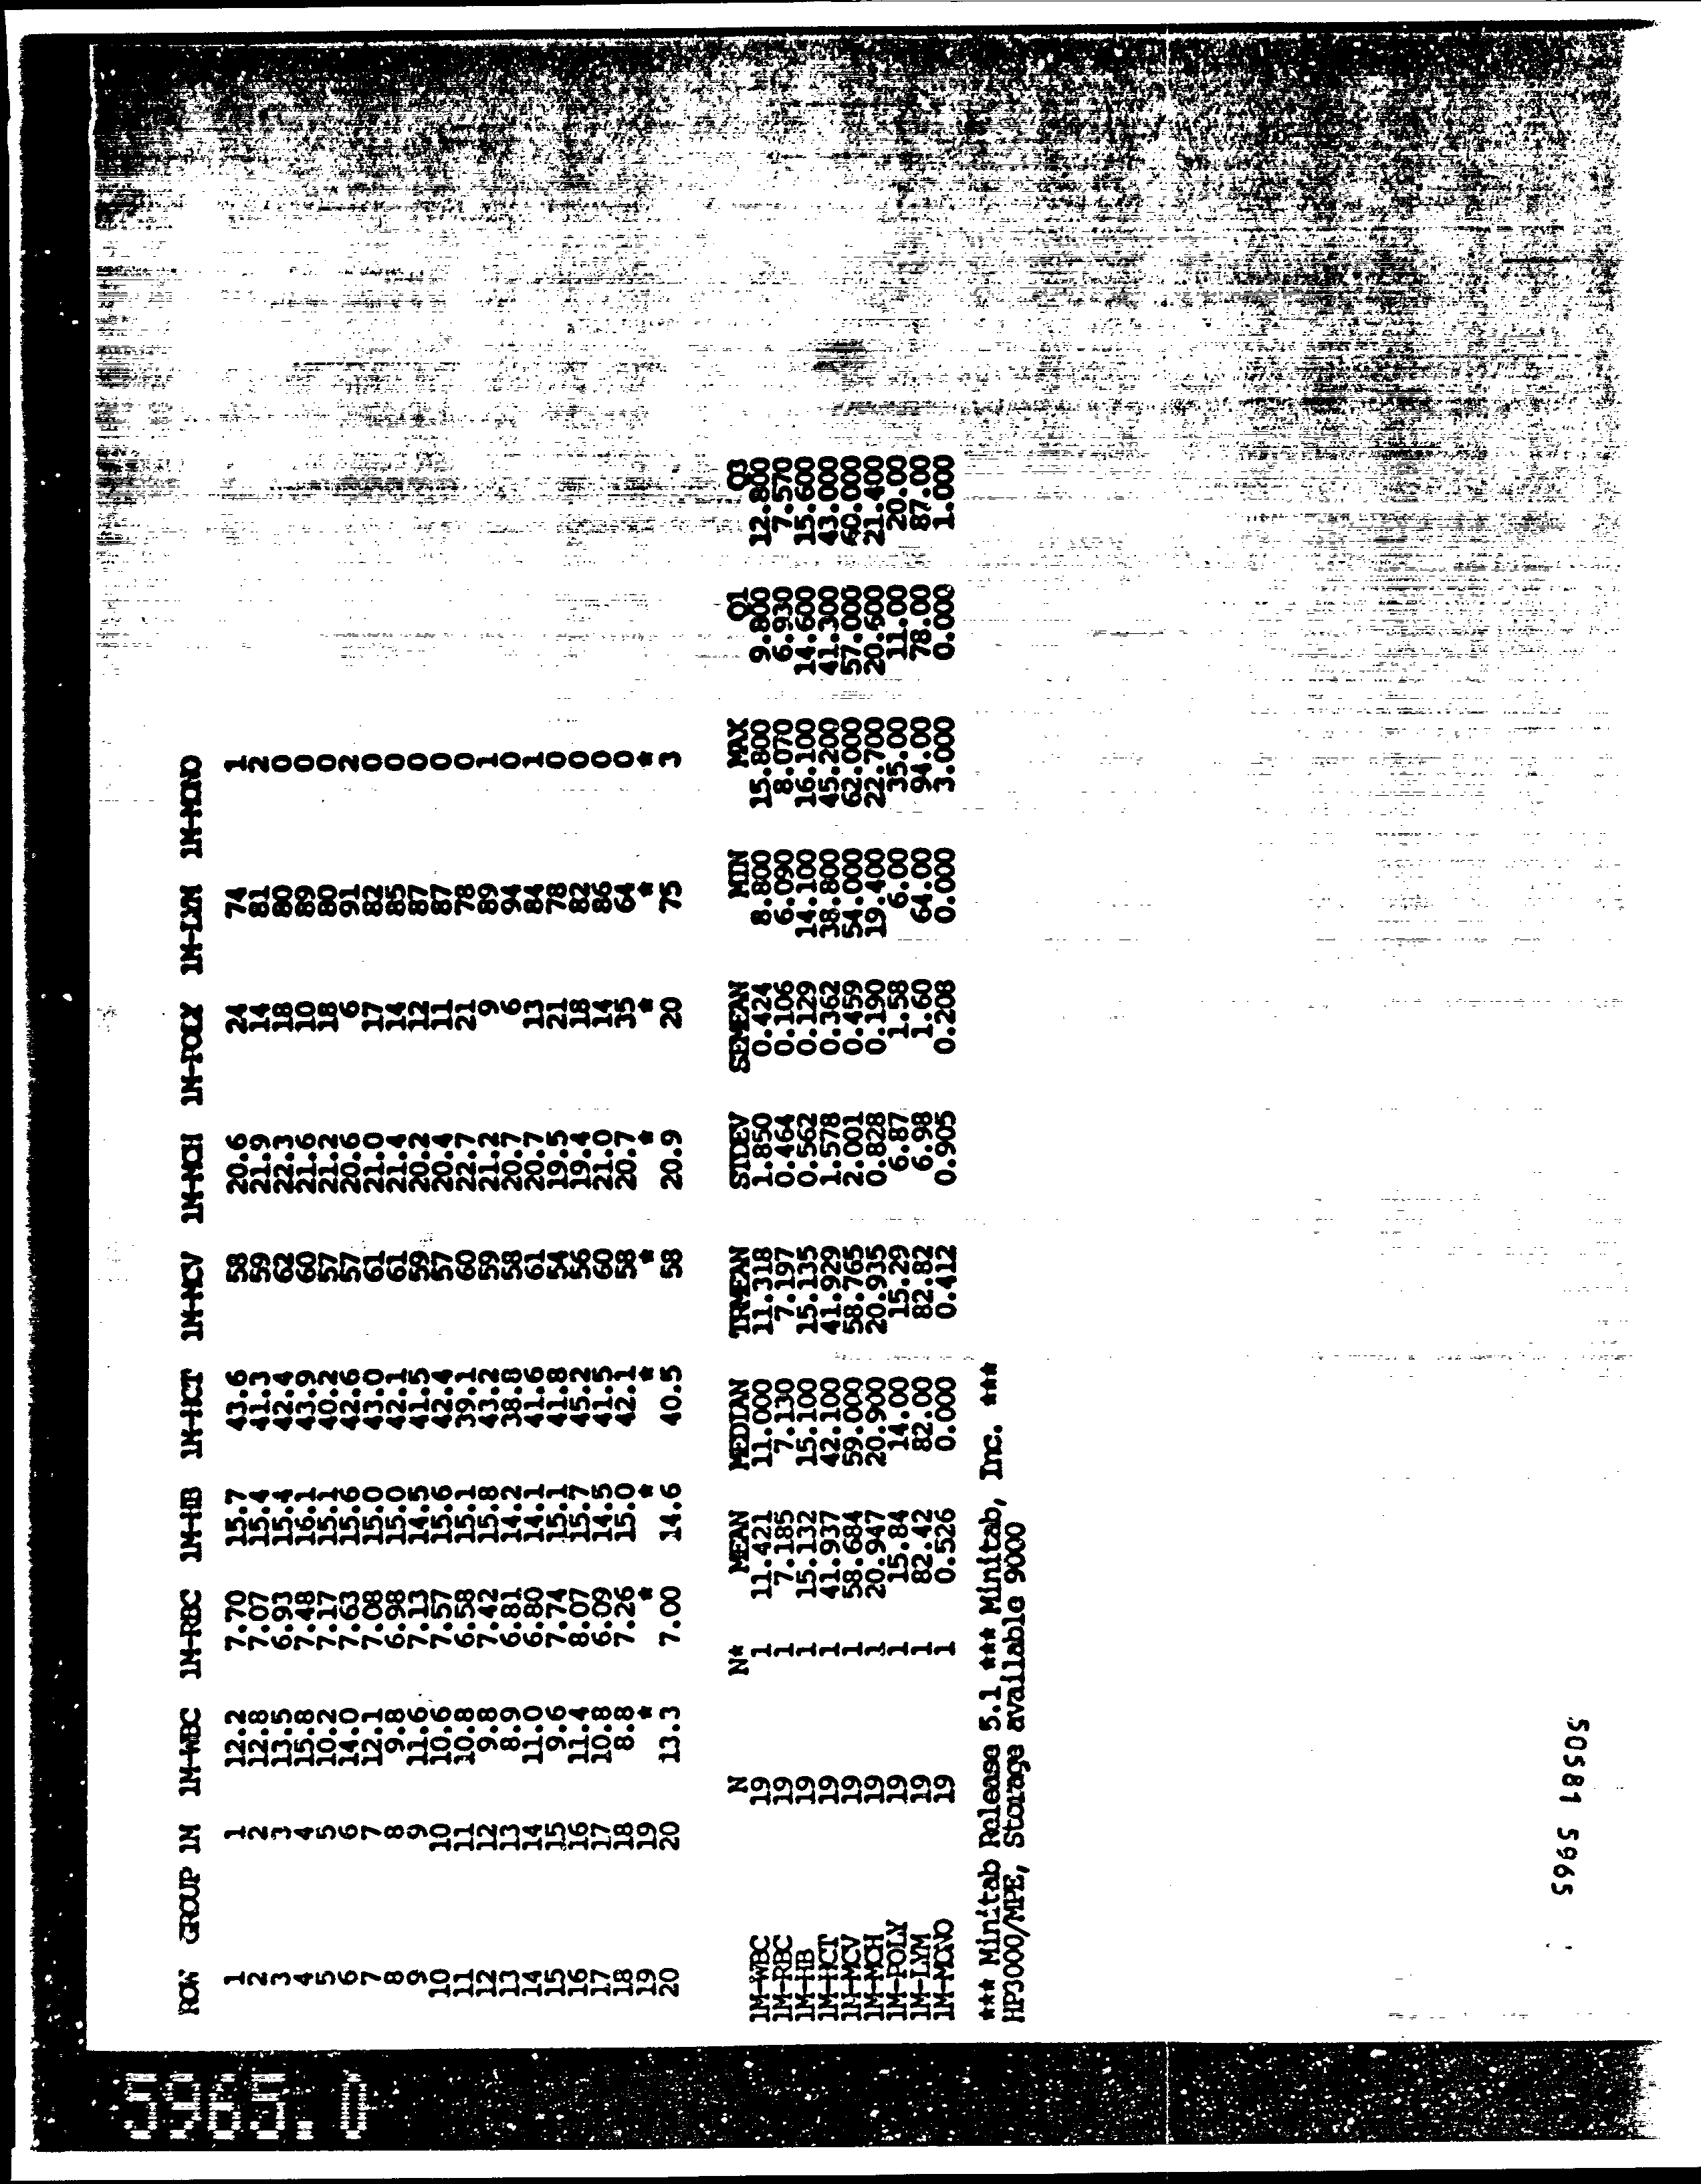 ROW GROUP 1M 1M-WBC 1M-RBC 1M-HB 1M-HCT 1M-MCV 1M-MCH 1M-POLY 1M-LYM 1M-MONO
1 1 12.2 7.70 15.7 43.6 58 20.6 24 74 1
2 2 12.8 7.07 15.4 41.3 59 21.9 14 81 2
3 3 13.5 6.93 15.4 42.4 62 22.3 18 80 0
4 4 15.8 7.48 16.1 43.9 60 21.6 10 89 0
5 5 10.2 7.17 15.1 40.2 57 21.2 18 80 0
6 6 14.0 7.63 15.6 42.6 57 20.6 6 91 2
7 7 12.1 7.08 15.0 43.0 61 21.0 17 82 0
8 8 9.8 6.98 15.0 42.1 61 21.4 14 85 0
9 9 11.6 7.13 14.5 41.5 59 20.2 12 87 0
10 10 10.6 7.57 15.6 42.4 57 20.4 11 87 0
11 11 10.8 6.58 15.1 39.1 60 22.7 21 78 0
12 12 9.8 7.42 15.8 43.2 59 21.2 9 89 1
13 13 8.9 6.81 14.2 38.8 58 20.7 6 94 0
14 14 11.0 6.80 14.1 41.6 61 20.7 13 84 1
15 15 9.6 7.74 15.1 41.8 54 19.5 21 78 0
16 16 11.4 8.07 15.7 45.2 56 19.4 18 82 0
17 17 10.8 6.09 14.5 41.5 60 21.0 14 86 0
18 18 8.8 7.26 15.0 42.1 58 20.7 35 64 0
19 19 * * * * * * * * *
20 20 13.3 7.00 14.6 40.5 58 20.9 20 75 3
N N* MEAN MEDIAN TRMEAN STDEV SEMEAN MIN MAX Q1 Q3
1M-WBC 19 1 11.421 11.000 11.318 1.850 0.424 8.800 15.800 9.800 12.800
1M-RBC 19 1 7.185 7.130 7.197 0.464 0.106 6.090 8.070 6.930 7.570
1M-HB 19 1 15.132 15.100 15.135 0.562 0.129 14.100 16.100 14.600 15.600
1M-HCT 19 1 41.937 42.100 41.929 1.578 0.362 38.800 45.200 41.300 43.000
1M-MCV 19 1 58.684 59.000 58.765 2.001 0.459 54.000 62.000 57.000 60.000
1M-MCH 19 1 20.947 20.900 20.935 0.828 0.190 19.400 22.700 20.600 21.400
1M-POLY 19 1 15.84 14.00 15.29 6.87 1.58 6.00 35.00 11.00 20.00
1M-LYM 19 1 82.42 82.00 82.82 6.98 1.60 64.00 94.00 78.00 87.00
1M-MONO 19 1 0.526 0.000 0.412 0.905 0.208 0.000 3.000 0.000 1.000
*** Minitab Release 5.1 *** Minitab, Inc. ***
HP3000/MPE, Storage available 9000
50581 5965
5965.0